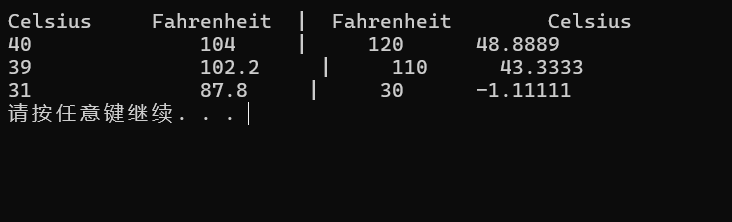 Celsius     Fahrenheit  |  Fahrenheit        Celsius
40              104     |     120      48.8889
39              102.2     |     110      43.3333
31              87.8     |     30      -1.11111
请按任意键继续. . .